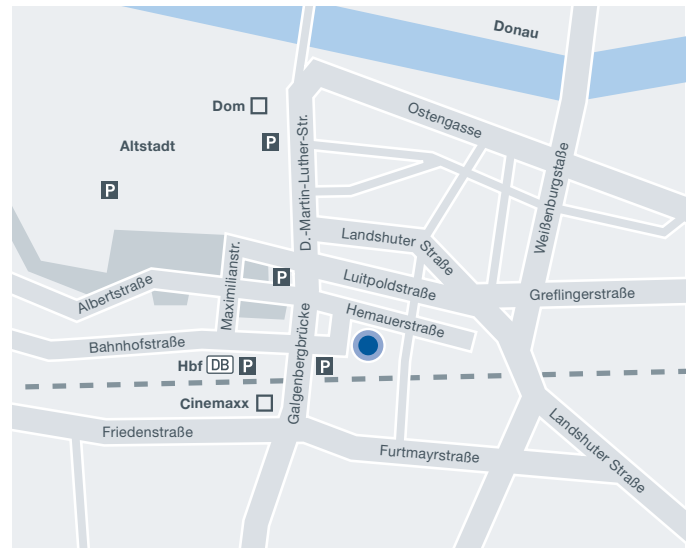 Donau
Dom
Ostengasse
P
Altstadt
D.-Martin-Luther-Str.
P
Weißenburgstaße
Landshuter Straße
Maximilianstr.
P
Luitpoldstraße
Albertstraße
Greflingerstraße
Hemauerstraße
Galgenbergbrücke
Bahnhofstraße
Hbf DB P
P
Cinemaxx
Landshuter Straße
Friedenstraße
Furtmayrstraße